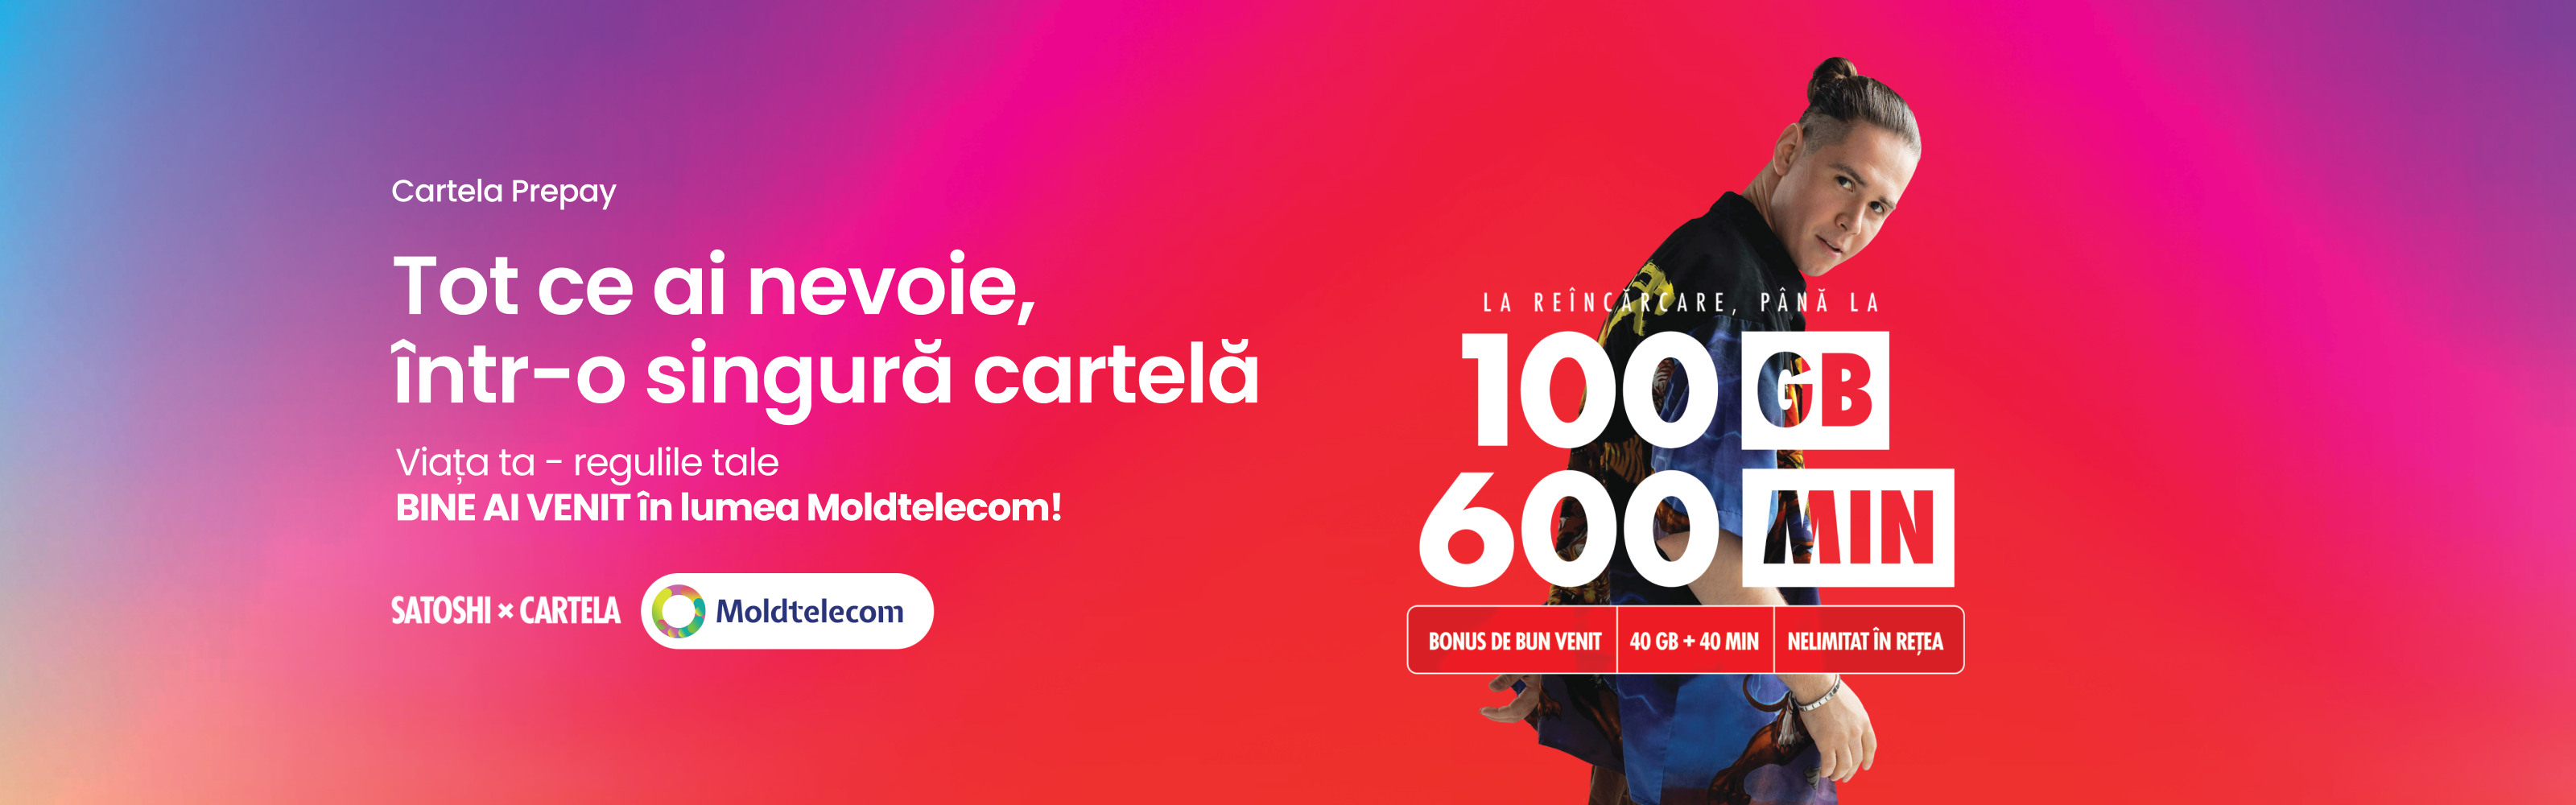 Cartela Prepay
Tot ce ai nevoie,
într-o singură cartelă
Viața ta - regulile tale
BINE AI VENIT în lumea Moldtelecom!
SATOSHI × CARTELA
Moldtelecom
LA REÎNCĂRCARE, PÂNĂ LA
100 GB
600 MIN
BONUS DE BUN VENIT
40 GB + 40 MIN
NELIMITAT ÎN REȚEA